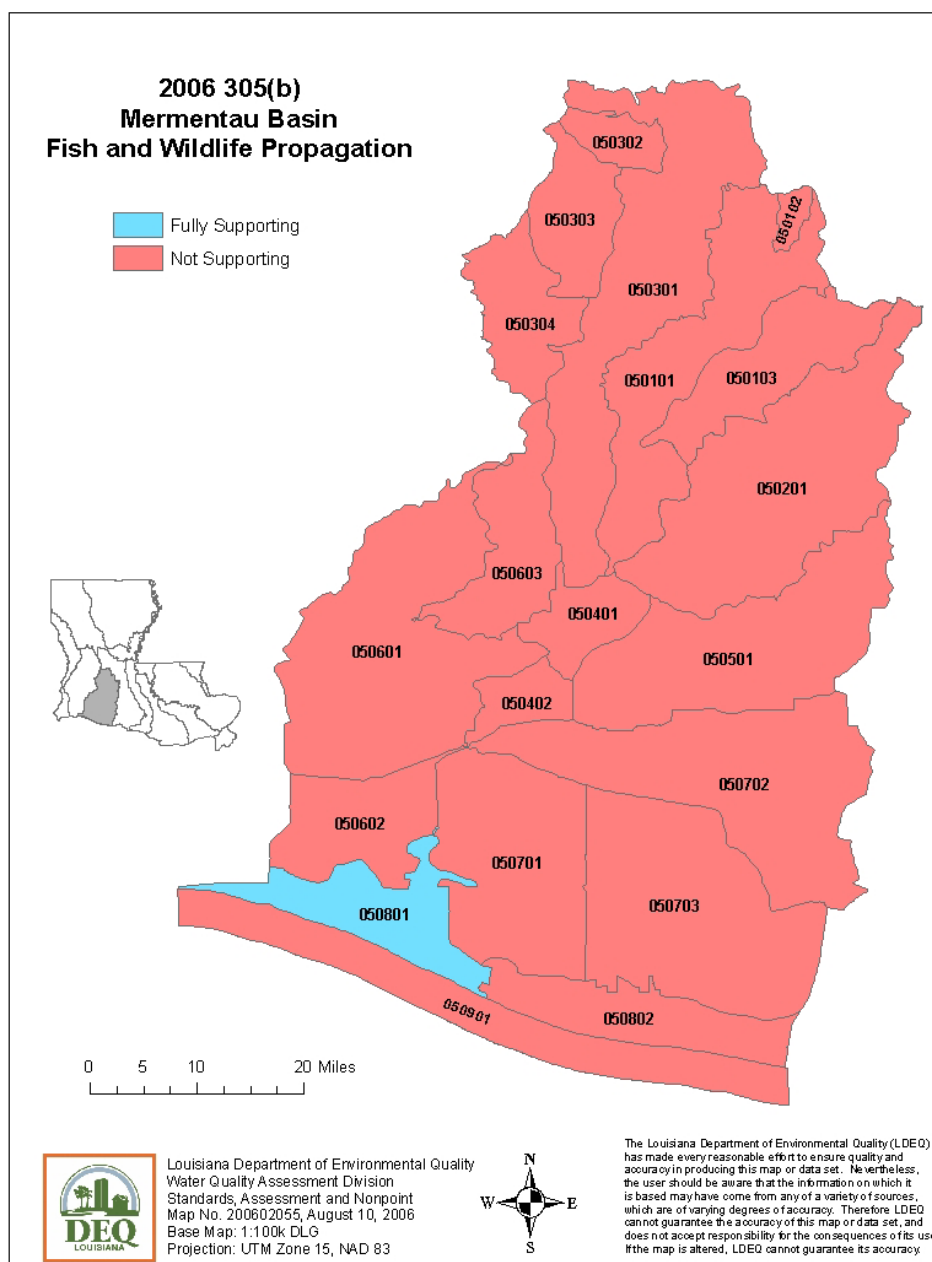 2006 305(b)
Mermentau Basin
Fish and Wildlife Propagation
Fully Supporting
Not Supporting
050302
050102
050303
050301
050304
050101
050103
050201
050603
050401
050601
050501
050402
050702
050602
050701
050703
050801
050901
050802
0 5 10 20 Miles
DEQ
LOUISIANA
Louisiana Department of Environmental Quality
Water Quality Assessment Division
Standards, Assessment and Nonpoint
Map No. 200602055, August 10, 2006
Base Map: 1:100k DLG
Projection: UTM Zone 15, NAD 83
N
W E
S
The Louisiana Department of Environmental Quality (LDEQ)
has made every reasonable effort to ensure quality and
accuracy in producing this map or data set. Nevertheless,
the user should be aware that the information on which it
is based may have come from any of a variety of sources,
which are of varying degrees of accuracy. Therefore LDEQ
cannot guarantee the accuracy of this map or data set, and
does not accept responsibility for the consequences of its use
If the map is altered, LDEQ cannot guarantee its accuracy.